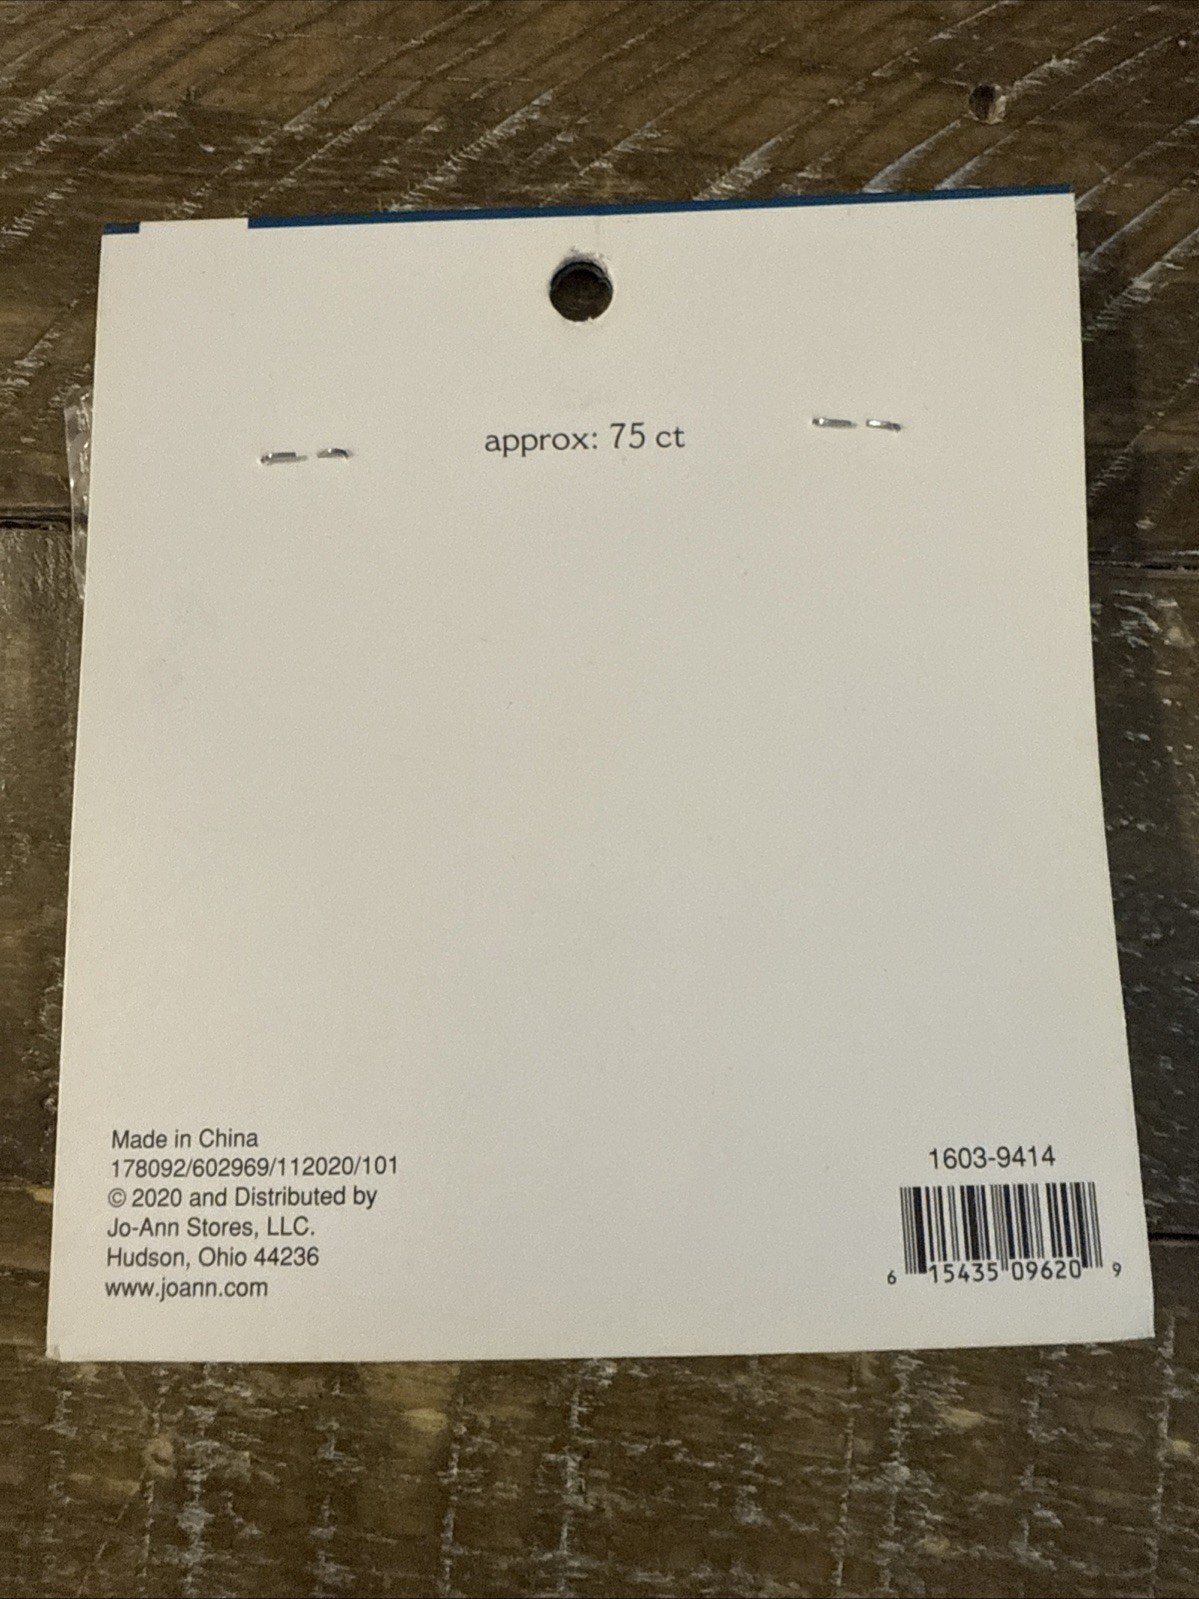 approx: 75 ct
Made in China
178092/602969/112020/101
© 2020 and Distributed by
Jo-Ann Stores, LLC.
Hudson, Ohio 44236
www.joann.com
1603-9414
6 15435 09620 9